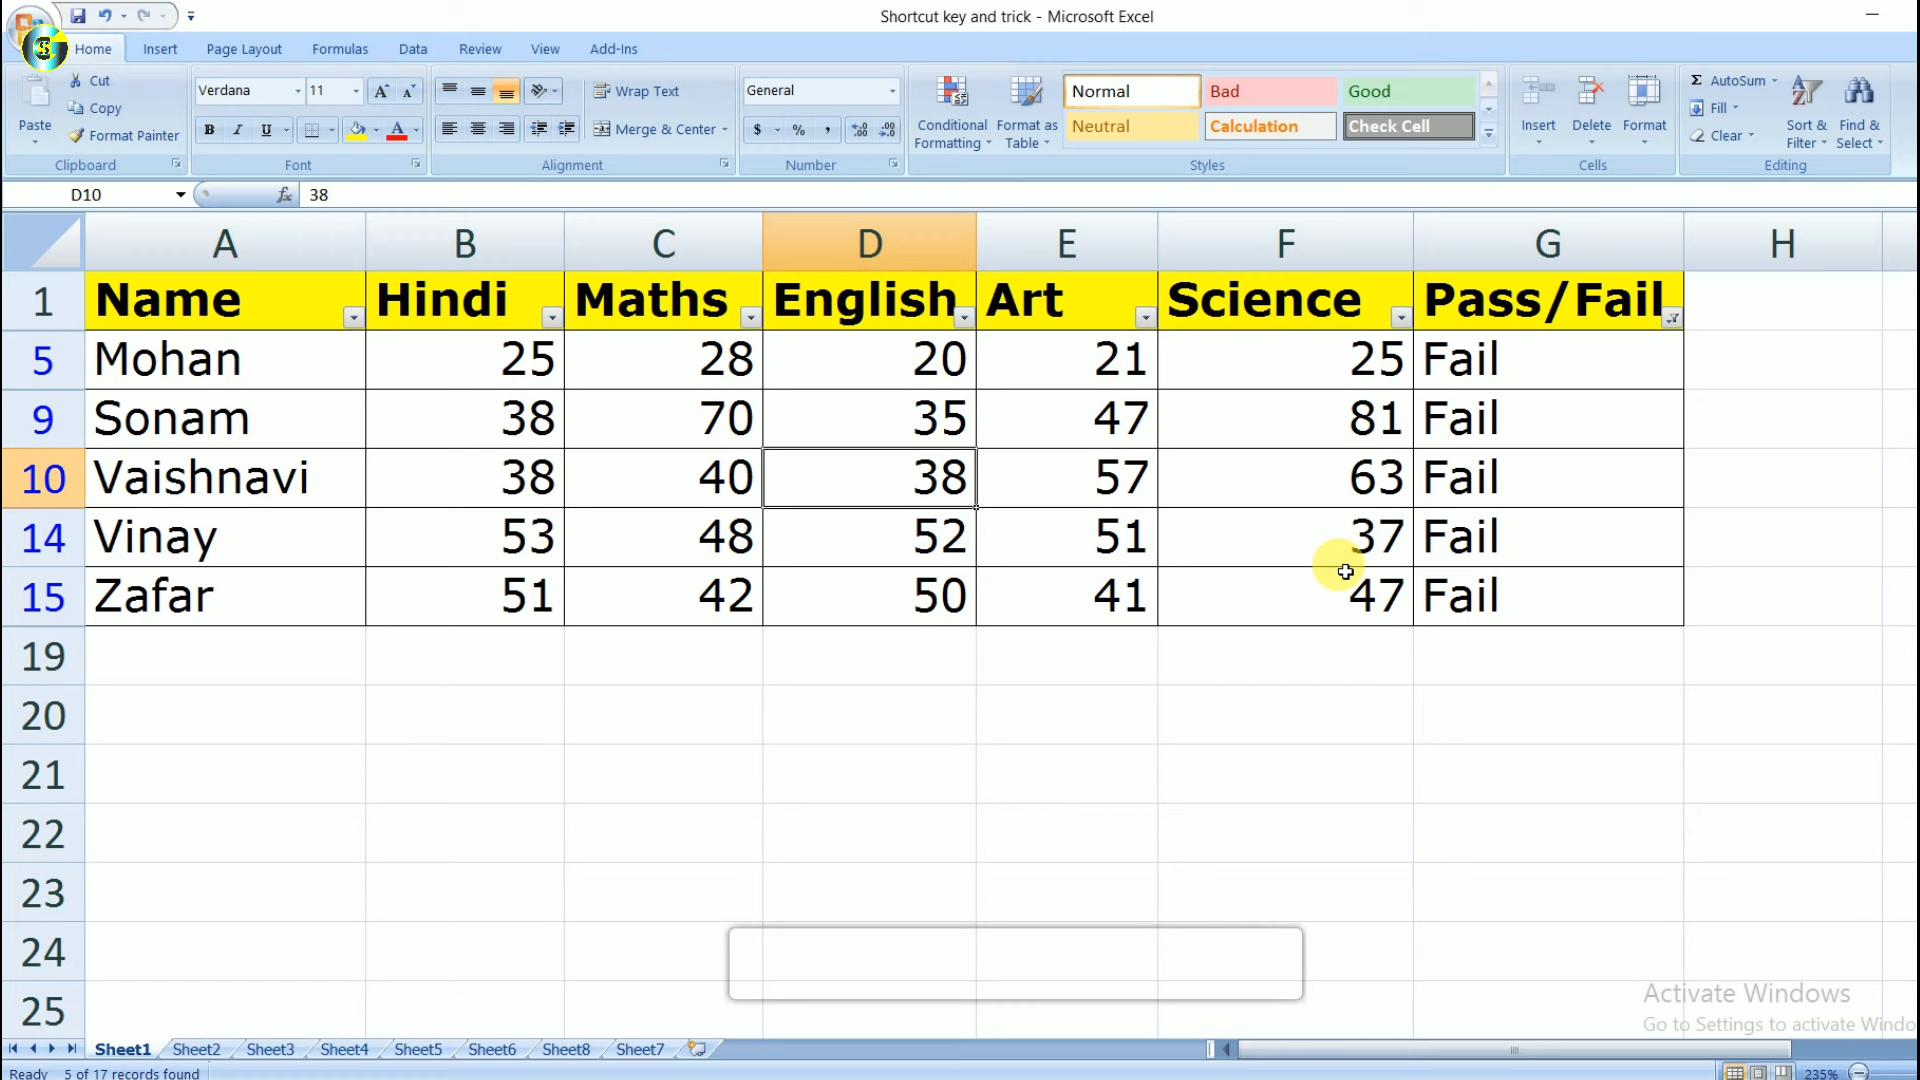 Shortcut key and trick - Microsoft Excel
S Home Insert Page Layout Formulas Data Review View Add-Ins
Paste Cut Copy Format Painter Clipboard
Verdana 11 B I U Font
Wrap Text Merge & Center Alignment
General $ % , Number
Conditional Formatting Format as Table Normal Bad Good Neutral Calculation Check Cell Styles
Insert Delete Format Cells
Σ AutoSum Fill Clear Sort & Filter Find & Select Editing
D10 fx 38
A B C D E F G H
1 Name Hindi Maths English Art Science Pass/Fail
5 Mohan 25 28 20 21 25 Fail
9 Sonam 38 70 35 47 81 Fail
10 Vaishnavi 38 40 38 57 63 Fail
14 Vinay 53 48 52 51 37 Fail
15 Zafar 51 42 50 41 47 Fail
19
20
21
22
23
24
25
Activate Windows
Go to Settings to activate Windo
Sheet1 Sheet2 Sheet3 Sheet4 Sheet5 Sheet6 Sheet8 Sheet7
Ready 5 of 17 records found 235%